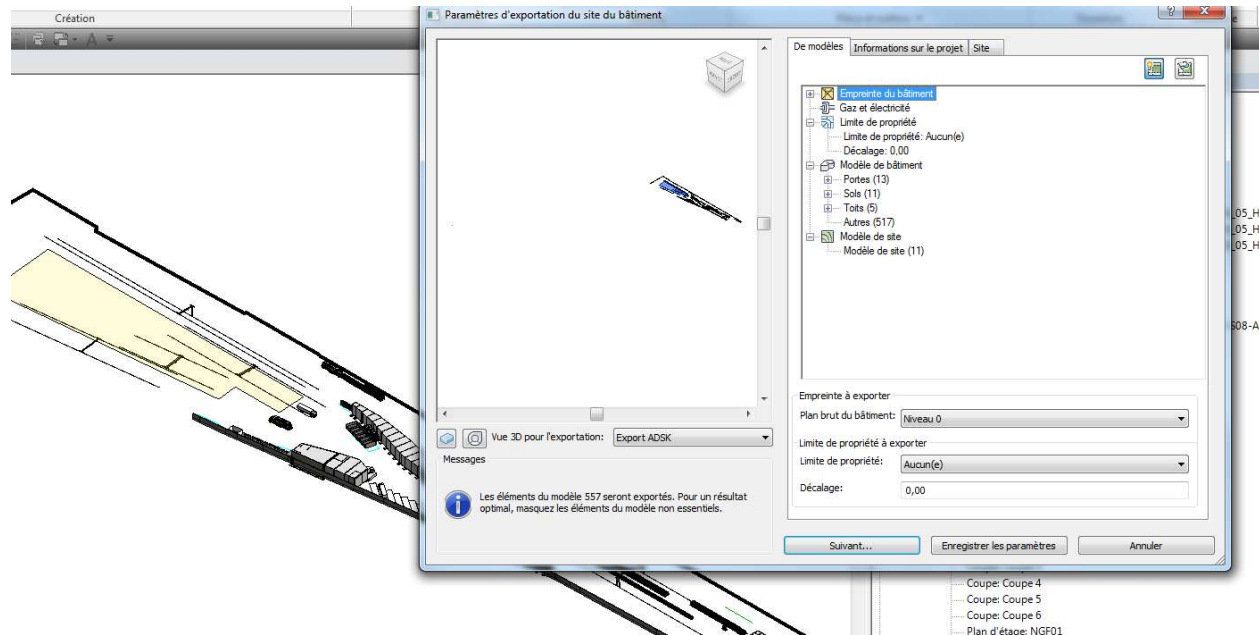 Création
Paramètres d'exportation du site du bâtiment
De modèles
Informations sur le projet
Site
Empreinte du bâtiment
Gaz et électricité
Limite de propriété
Limite de propriété: Aucun(e)
Décalage: 0,00
Modèle de bâtiment
Portes (13)
Sols (11)
Toits (5)
Autres (517)
Modèle de site
Modèle de site (11)
_05_H
_05_H
_05_H
S08-A
Empreinte à exporter
Plan brut du bâtiment: Niveau 0
Limite de propriété à exporter
Limite de propriété: Aucun(e)
Décalage: 0,00
Vue 3D pour l'exportation: Export ADSK
Messages
Les éléments du modèle 557 seront exportés. Pour un résultat
optimal, masquez les éléments du modèle non essentiels.
Suivant...
Enregistrer les paramètres
Annuler
Coupe: Coupe 4
Coupe: Coupe 5
Coupe: Coupe 6
Plan d'étage: NGF01